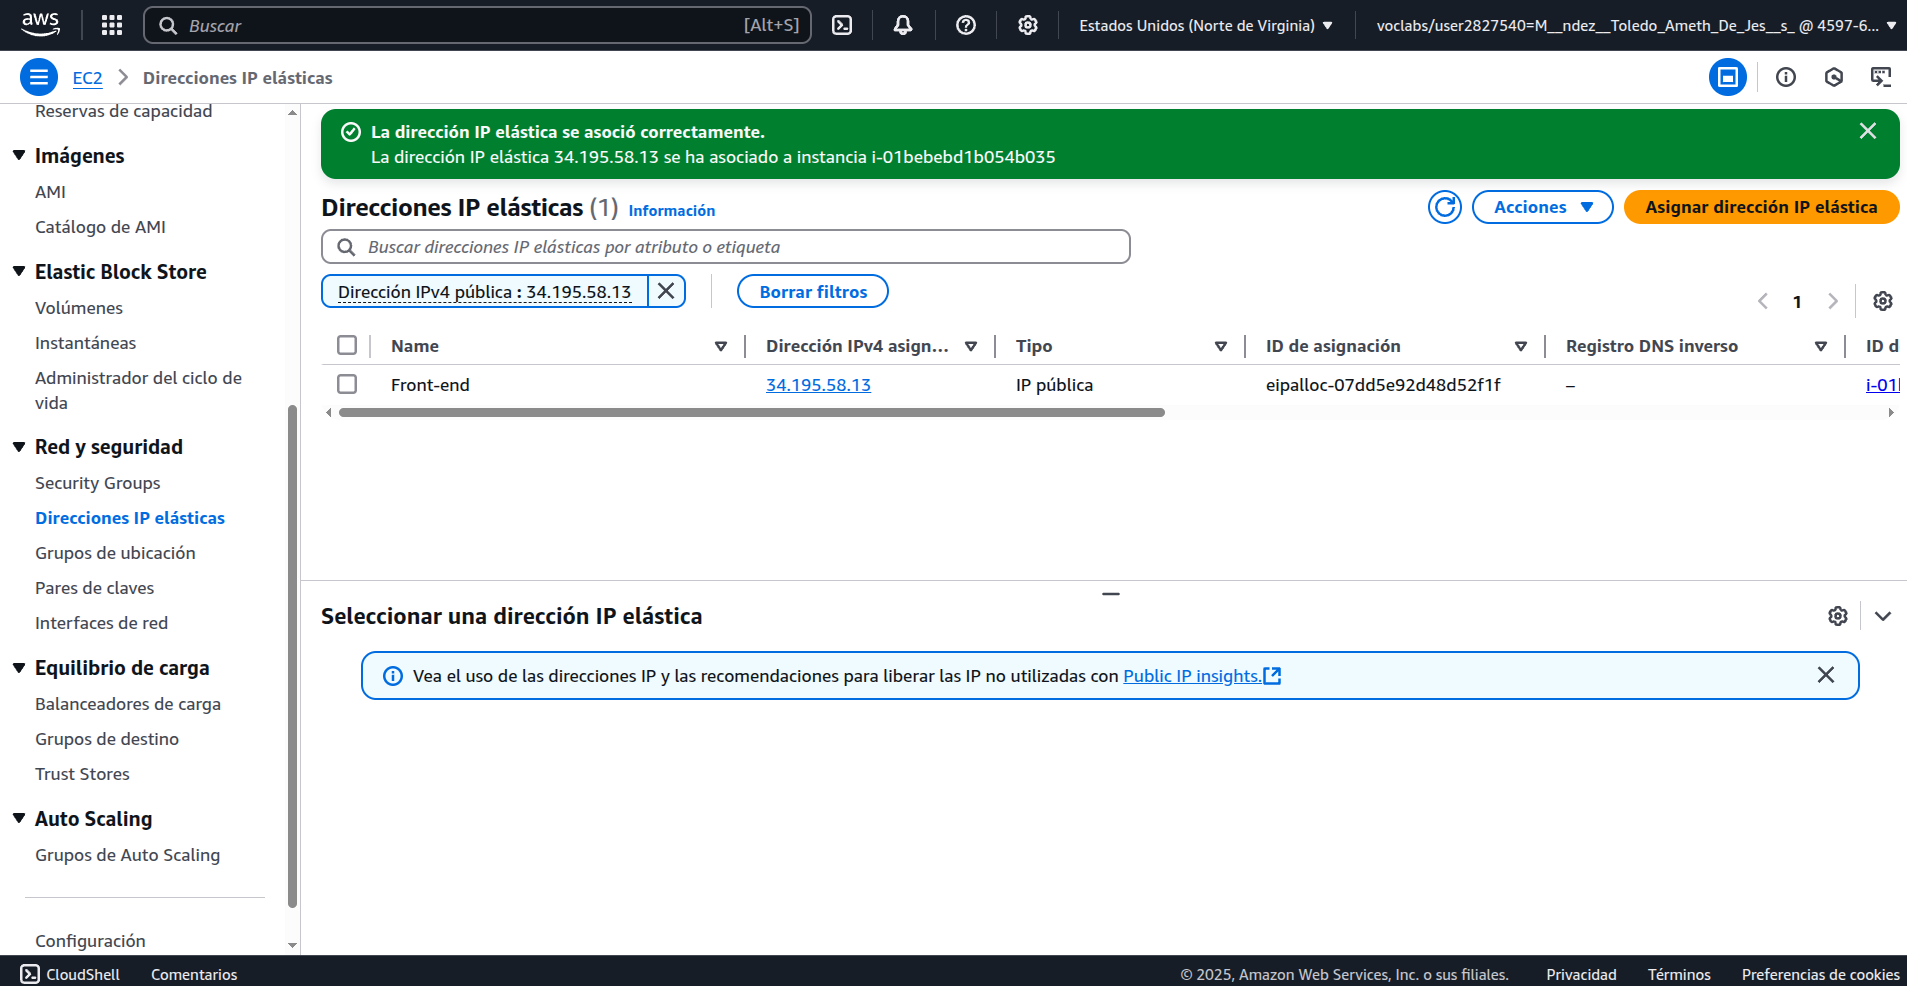 aws
Buscar
[Alt+S]
Estados Unidos (Norte de Virginia)
voclabs/user2827540=M__ndez__Toledo_Ameth_De_Jes__s_ @ 4597-6...
EC2
Direcciones IP elásticas
Reservas de capacidad
Imágenes
AMI
Catálogo de AMI
Elastic Block Store
Volúmenes
Instantáneas
Administrador del ciclo de
vida
Red y seguridad
Security Groups
Direcciones IP elásticas
Grupos de ubicación
Pares de claves
Interfaces de red
Equilibrio de carga
Balanceadores de carga
Grupos de destino
Trust Stores
Auto Scaling
Grupos de Auto Scaling
Configuración
La dirección IP elástica se asoció correctamente.
La dirección IP elástica 34.195.58.13 se ha asociado a instancia i-01bebebd1b054b035
Direcciones IP elásticas (1) Información
Acciones
Asignar dirección IP elástica
Buscar direcciones IP elásticas por atributo o etiqueta
Dirección IPv4 pública : 34.195.58.13
Borrar filtros
1
Name
Dirección IPv4 asign...
Tipo
ID de asignación
Registro DNS inverso
ID d
Front-end
34.195.58.13
IP pública
eipalloc-07dd5e92d48d52f1f
–
i-01l
Seleccionar una dirección IP elástica
Vea el uso de las direcciones IP y las recomendaciones para liberar las IP no utilizadas con Public IP insights.
CloudShell
Comentarios
© 2025, Amazon Web Services, Inc. o sus filiales.
Privacidad
Términos
Preferencias de cookies